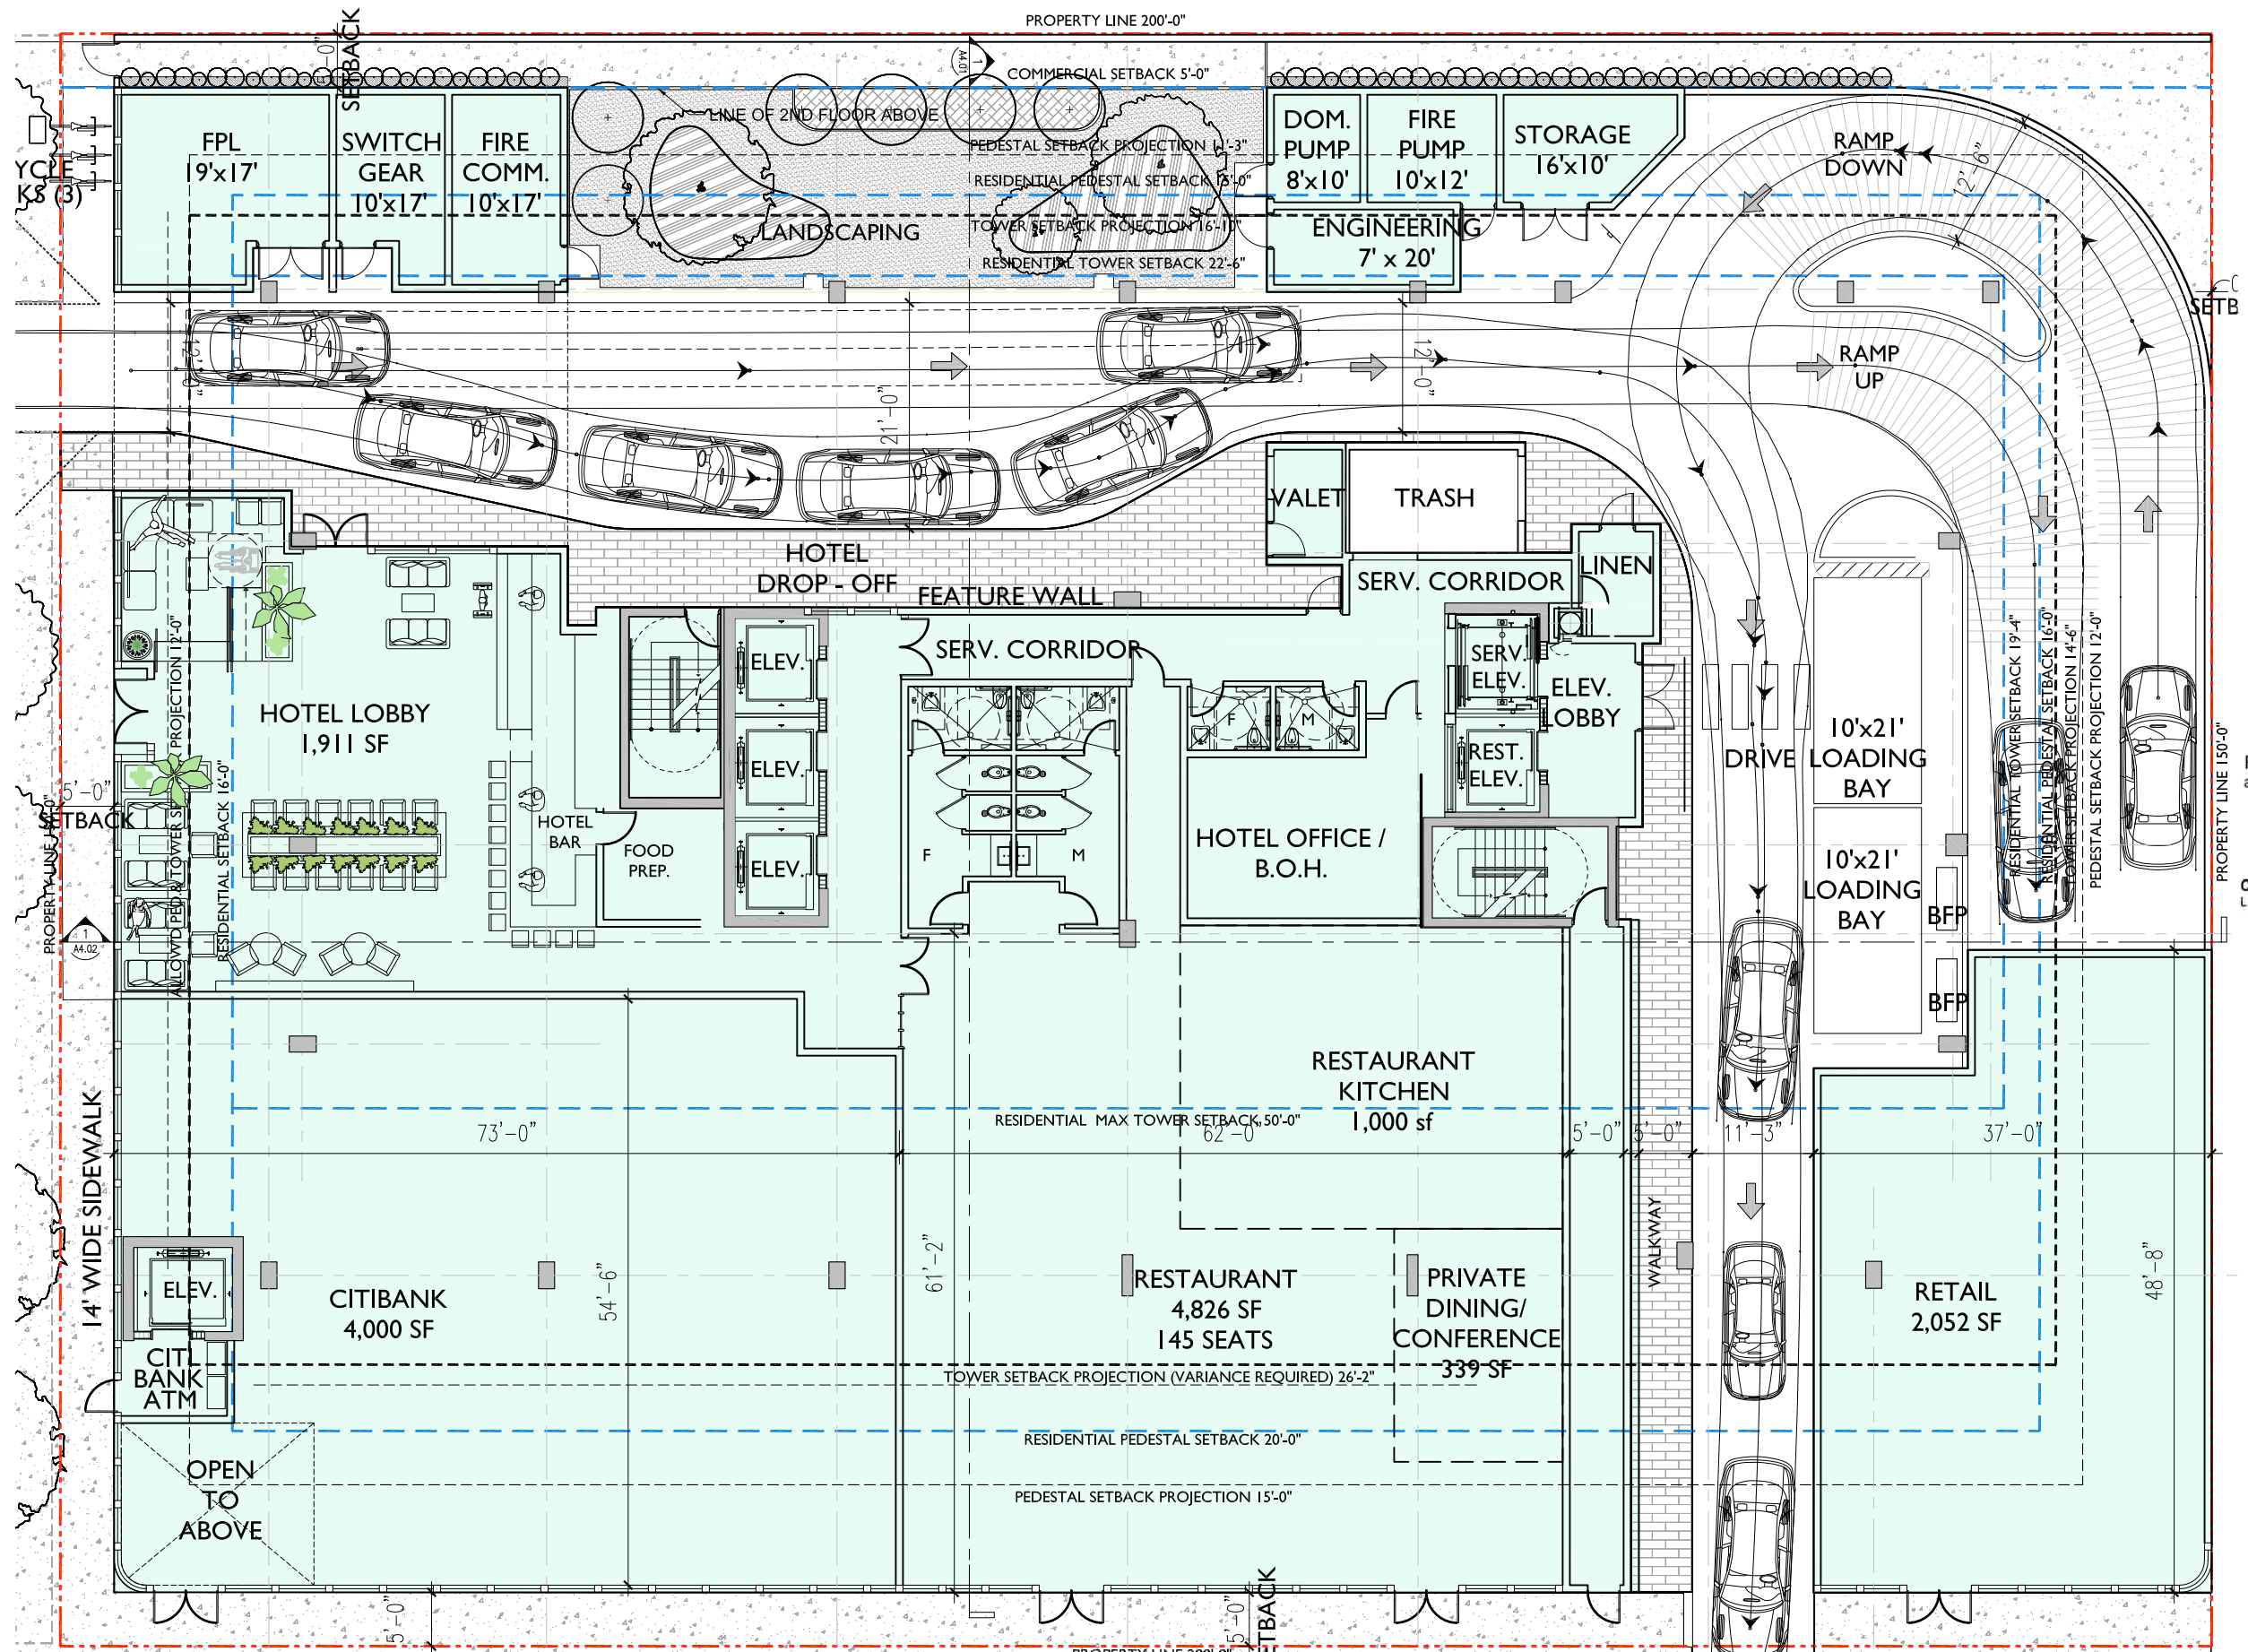 PROPERTY LINE 200'-0"
SETBACK
COMMERCIAL SETBACK 5'-0"
1
A4.01
LINE OF 2ND FLOOR ABOVE
PEDESTAL SETBACK PROJECTION 11'-3"
RESIDENTIAL PEDESTAL SETBACK 15'-0"
TOWER SETBACK PROJECTION 16'-10"
RESIDENTIAL TOWER SETBACK 22'-6"
LANDSCAPING
YCLE
KS (3)
FPL
19'x17'
SWITCH
GEAR
10'x17'
FIRE
COMM.
10'x17'
DOM.
PUMP
8'x10'
FIRE
PUMP
10'x12'
STORAGE
16'x10'
ENGINEERING
7' x 20'
RAMP
DOWN
12'-6"
SETB
RAMP
UP
21'-0"
12'-0"
VALET
TRASH
HOTEL
DROP - OFF
FEATURE WALL
SERV. CORRIDOR
LINEN
SERV. CORRIDOR
ELEV.
ELEV.
ELEV.
SERV.
ELEV.
REST.
ELEV.
ELEV.
LOBBY
HOTEL LOBBY
1,911 SF
HOTEL
BAR
FOOD
PREP.
F
M
F
M
HOTEL OFFICE /
B.O.H.
DRIVE
10'x21'
LOADING
BAY
10'x21'
LOADING
BAY
BFP
BFP
RESIDENTIAL TOWER SETBACK 19'-4"
RESIDENTIAL PEDESTAL SETBACK 16'-0"
TOWER SETBACK PROJECTION 14'-6"
PEDESTAL SETBACK PROJECTION 12'-0"
PROPERTY LINE 150'-0"
5'-0"
SETBACK
RESIDENTIAL SETBACK 16'-0"
1
A4.02
14' WIDE SIDEWALK
RESTAURANT
KITCHEN
1,000 sf
RESIDENTIAL MAX TOWER SETBACK 50'-0"
73'-0"
62'-0"
5'-0"
5'-0"
11'-3"
37'-0"
WALKWAY
ELEV.
CITIBANK
4,000 SF
54'-6"
61'-2"
48'-8"
RESTAURANT
4,826 SF
145 SEATS
PRIVATE
DINING/
CONFERENCE
339 SF
RETAIL
2,052 SF
CITI
BANK
ATM
TOWER SETBACK PROJECTION (VARIANCE REQUIRED) 26'-2"
RESIDENTIAL PEDESTAL SETBACK 20'-0"
OPEN
TO
ABOVE
PEDESTAL SETBACK PROJECTION 15'-0"
5'-0"
5'-0"
TBACK